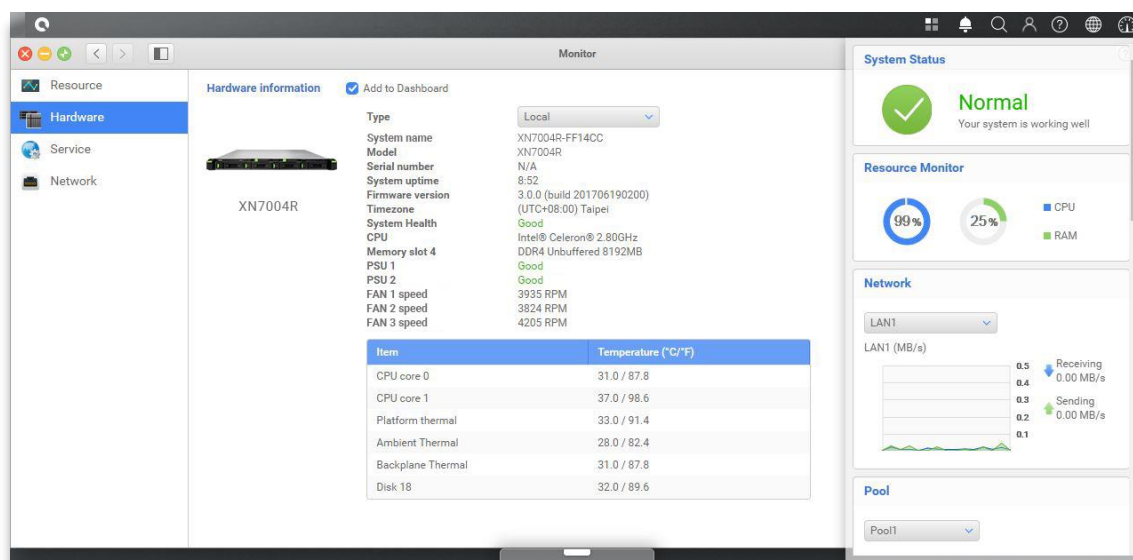 Monitor
Resource
Hardware
Service
Network
Hardware information
Add to Dashboard
XN7004R
Type Local
System name XN7004R-FF14CC
Model XN7004R
Serial number N/A
System uptime 8:52
Firmware version 3.0.0 (build 201706190200)
Timezone (UTC+08:00) Taipei
System Health Good
CPU Intel® Celeron® 2.80GHz
Memory slot 4 DDR4 Unbuffered 8192MB
PSU 1 Good
PSU 2 Good
FAN 1 speed 3935 RPM
FAN 2 speed 3824 RPM
FAN 3 speed 4205 RPM
Item Temperature (°C/°F)
CPU core 0 31.0 / 87.8
CPU core 1 37.0 / 98.6
Platform thermal 33.0 / 91.4
Ambient Thermal 28.0 / 82.4
Backplane Thermal 31.0 / 87.8
Disk 18 32.0 / 89.6
System Status
Normal
Your system is working well
Resource Monitor
99%
25%
CPU
RAM
Network
LAN1
LAN1 (MB/s)
0.5
0.4
0.3
0.2
0.1
Receiving
0.00 MB/s
Sending
0.00 MB/s
Pool
Pool1